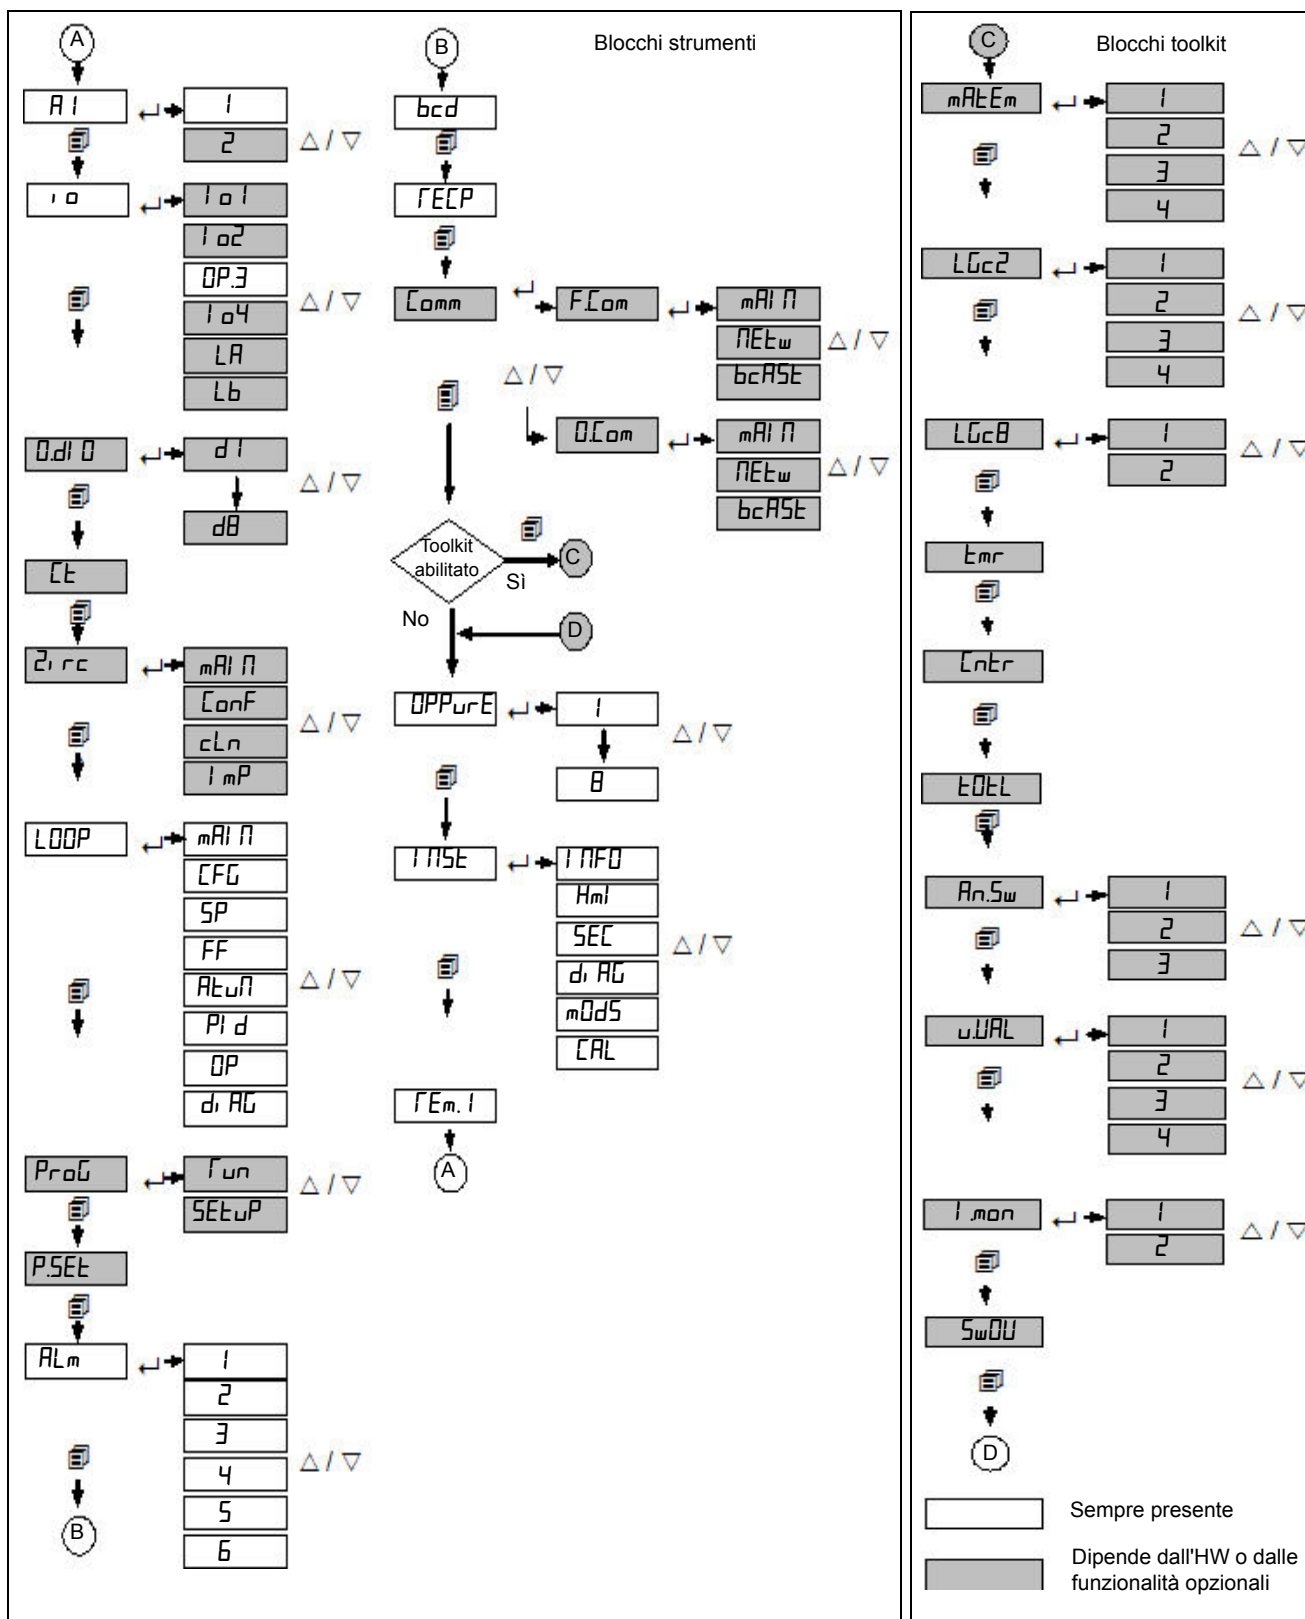 A
AI
1
2
△ / ▽
io
Io1
Io2
OP.3
Io4
LA
Lb
△ / ▽
O.dIO
d1
d8
△ / ▽
Ct
Zirc
mAIN
ConF
cLn
ImP
△ / ▽
LOOP
mAIN
CFG
SP
FF
AtuN
PId
OP
diAG
△ / ▽
ProG
run
SEtuP
△ / ▽
P.SEt
ALm
1
2
3
4
5
6
△ / ▽
B
Blocchi strumenti
B
bcd
rECP
Comm
F.Com
mAIN
NEtw
bcASt
△ / ▽
△ / ▽
O.Com
mAIN
NEtw
bcASt
△ / ▽
Toolkit
abilitato
Sì
C
No
D
OPPurE
1
8
△ / ▽
INSt
INFO
HmI
SEC
diAG
mOdS
CAL
△ / ▽
rEm.1
A
C
Blocchi toolkit
mAtEm
1
2
3
4
△ / ▽
LGc2
1
2
3
4
△ / ▽
LGc8
1
2
△ / ▽
tmr
Cntr
tOtL
An.Sw
1
2
3
△ / ▽
u.VAL
1
2
3
4
△ / ▽
I.mon
1
2
△ / ▽
SwOV
D
Sempre presente
Dipende dall'HW o dalle
funzionalità opzionali